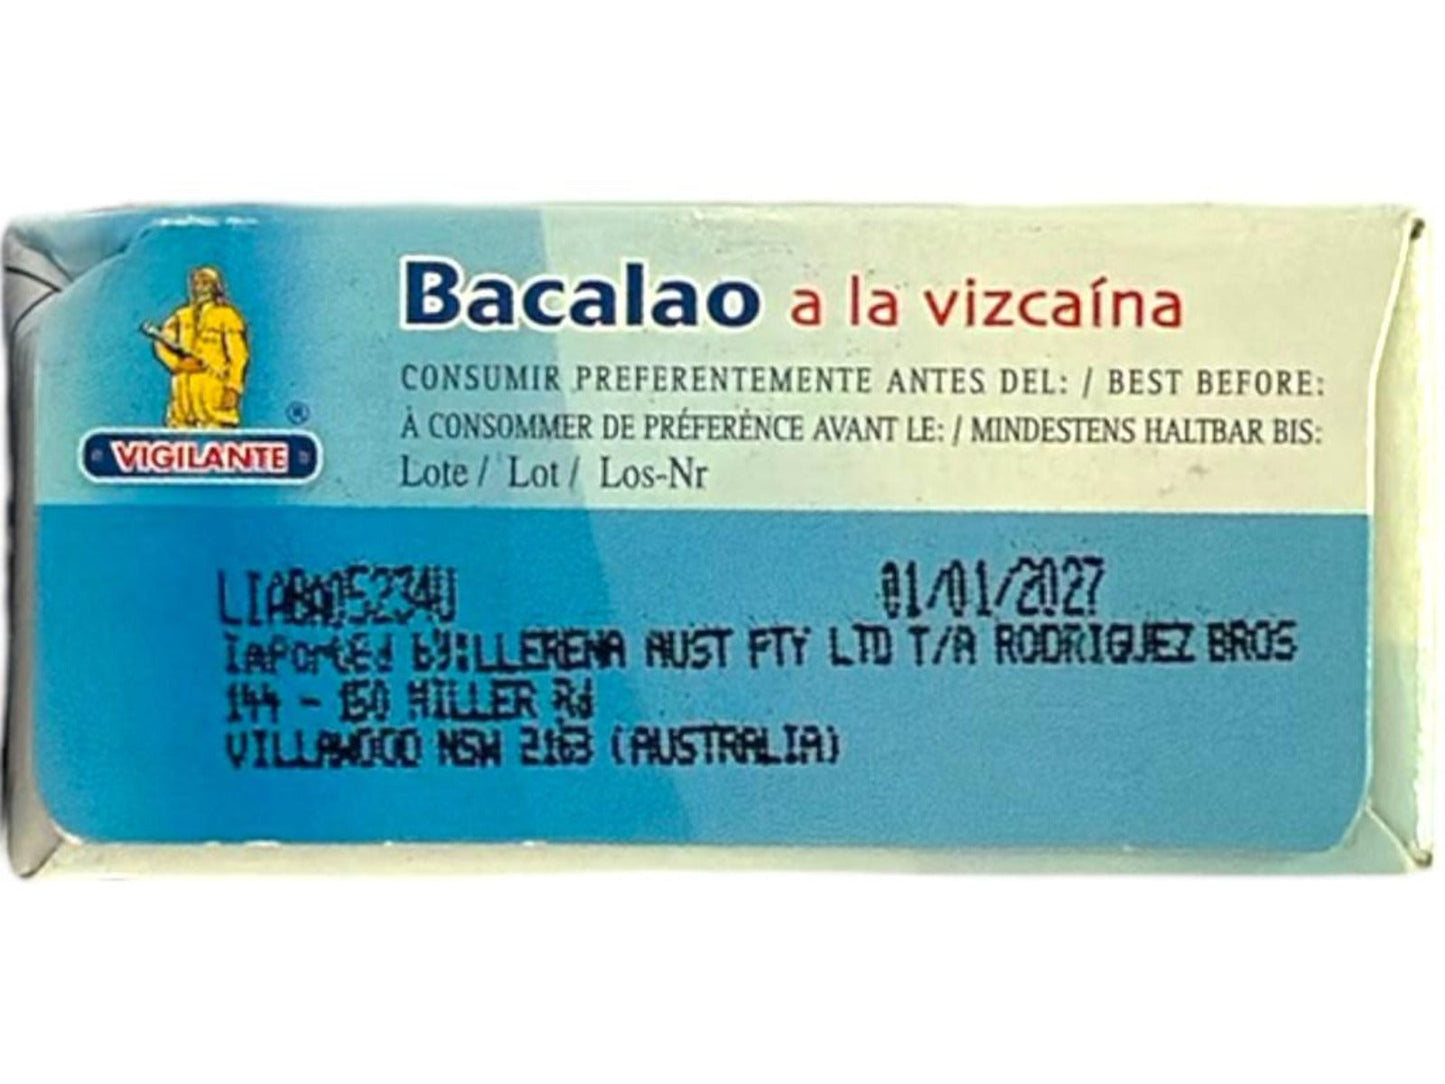 Bacalao a la vizcaína
CONSUMIR PREFERENTEMENTE ANTES DEL: / BEST BEFORE:
À CONSOMMER DE PRÉFERÉNCE AVANT LE: / MINDESTENS HALTBAR BIS:
Lote / Lot / Los-Nr
VIGILANTE ®
01/01/2027
Imported by:LLERENA AUST PTY LTD T/A RODRIGUEZ BROS
144 - 150 MILLER Rd
VILLAWOOD NSW 2163 (AUSTRALIA)